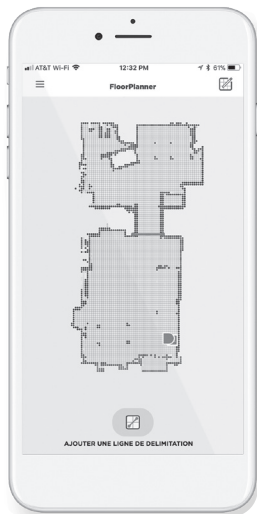 AT&T Wi-Fi 12:32 PM 61%
FloorPlanner
AJOUTER UNE LIGNE DE DELIMITATION